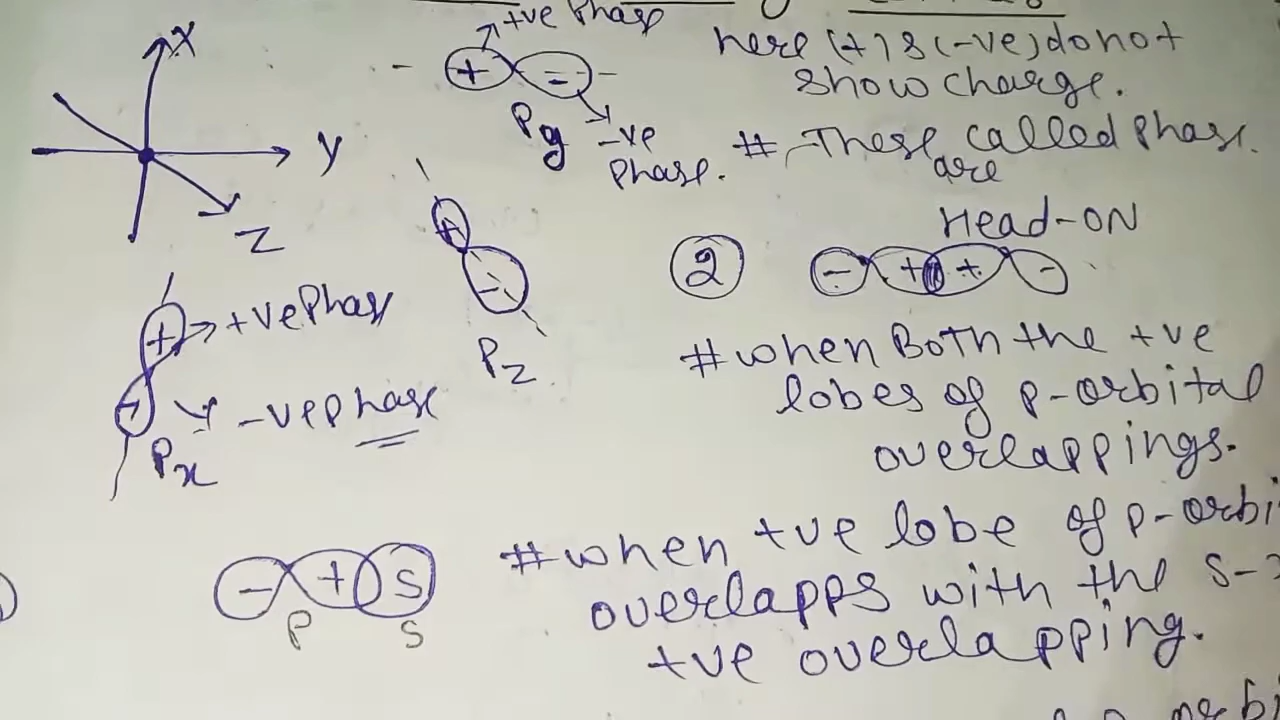 +ve Phase
here (+) & (-ve) do not
show charge.
X
Y
Z
+
-
Py
-ve
Phase.
# These called Phase.
are
Head-ON
+
-
Pz
2
- + + -
+
+ve Phase
-ve phase
Px
# when Both the +ve
lobes of p-orbital
overlappings.
- + S
P S
# when +ve lobe of p-orbi
overlapps with the s-
+ve overlapping.